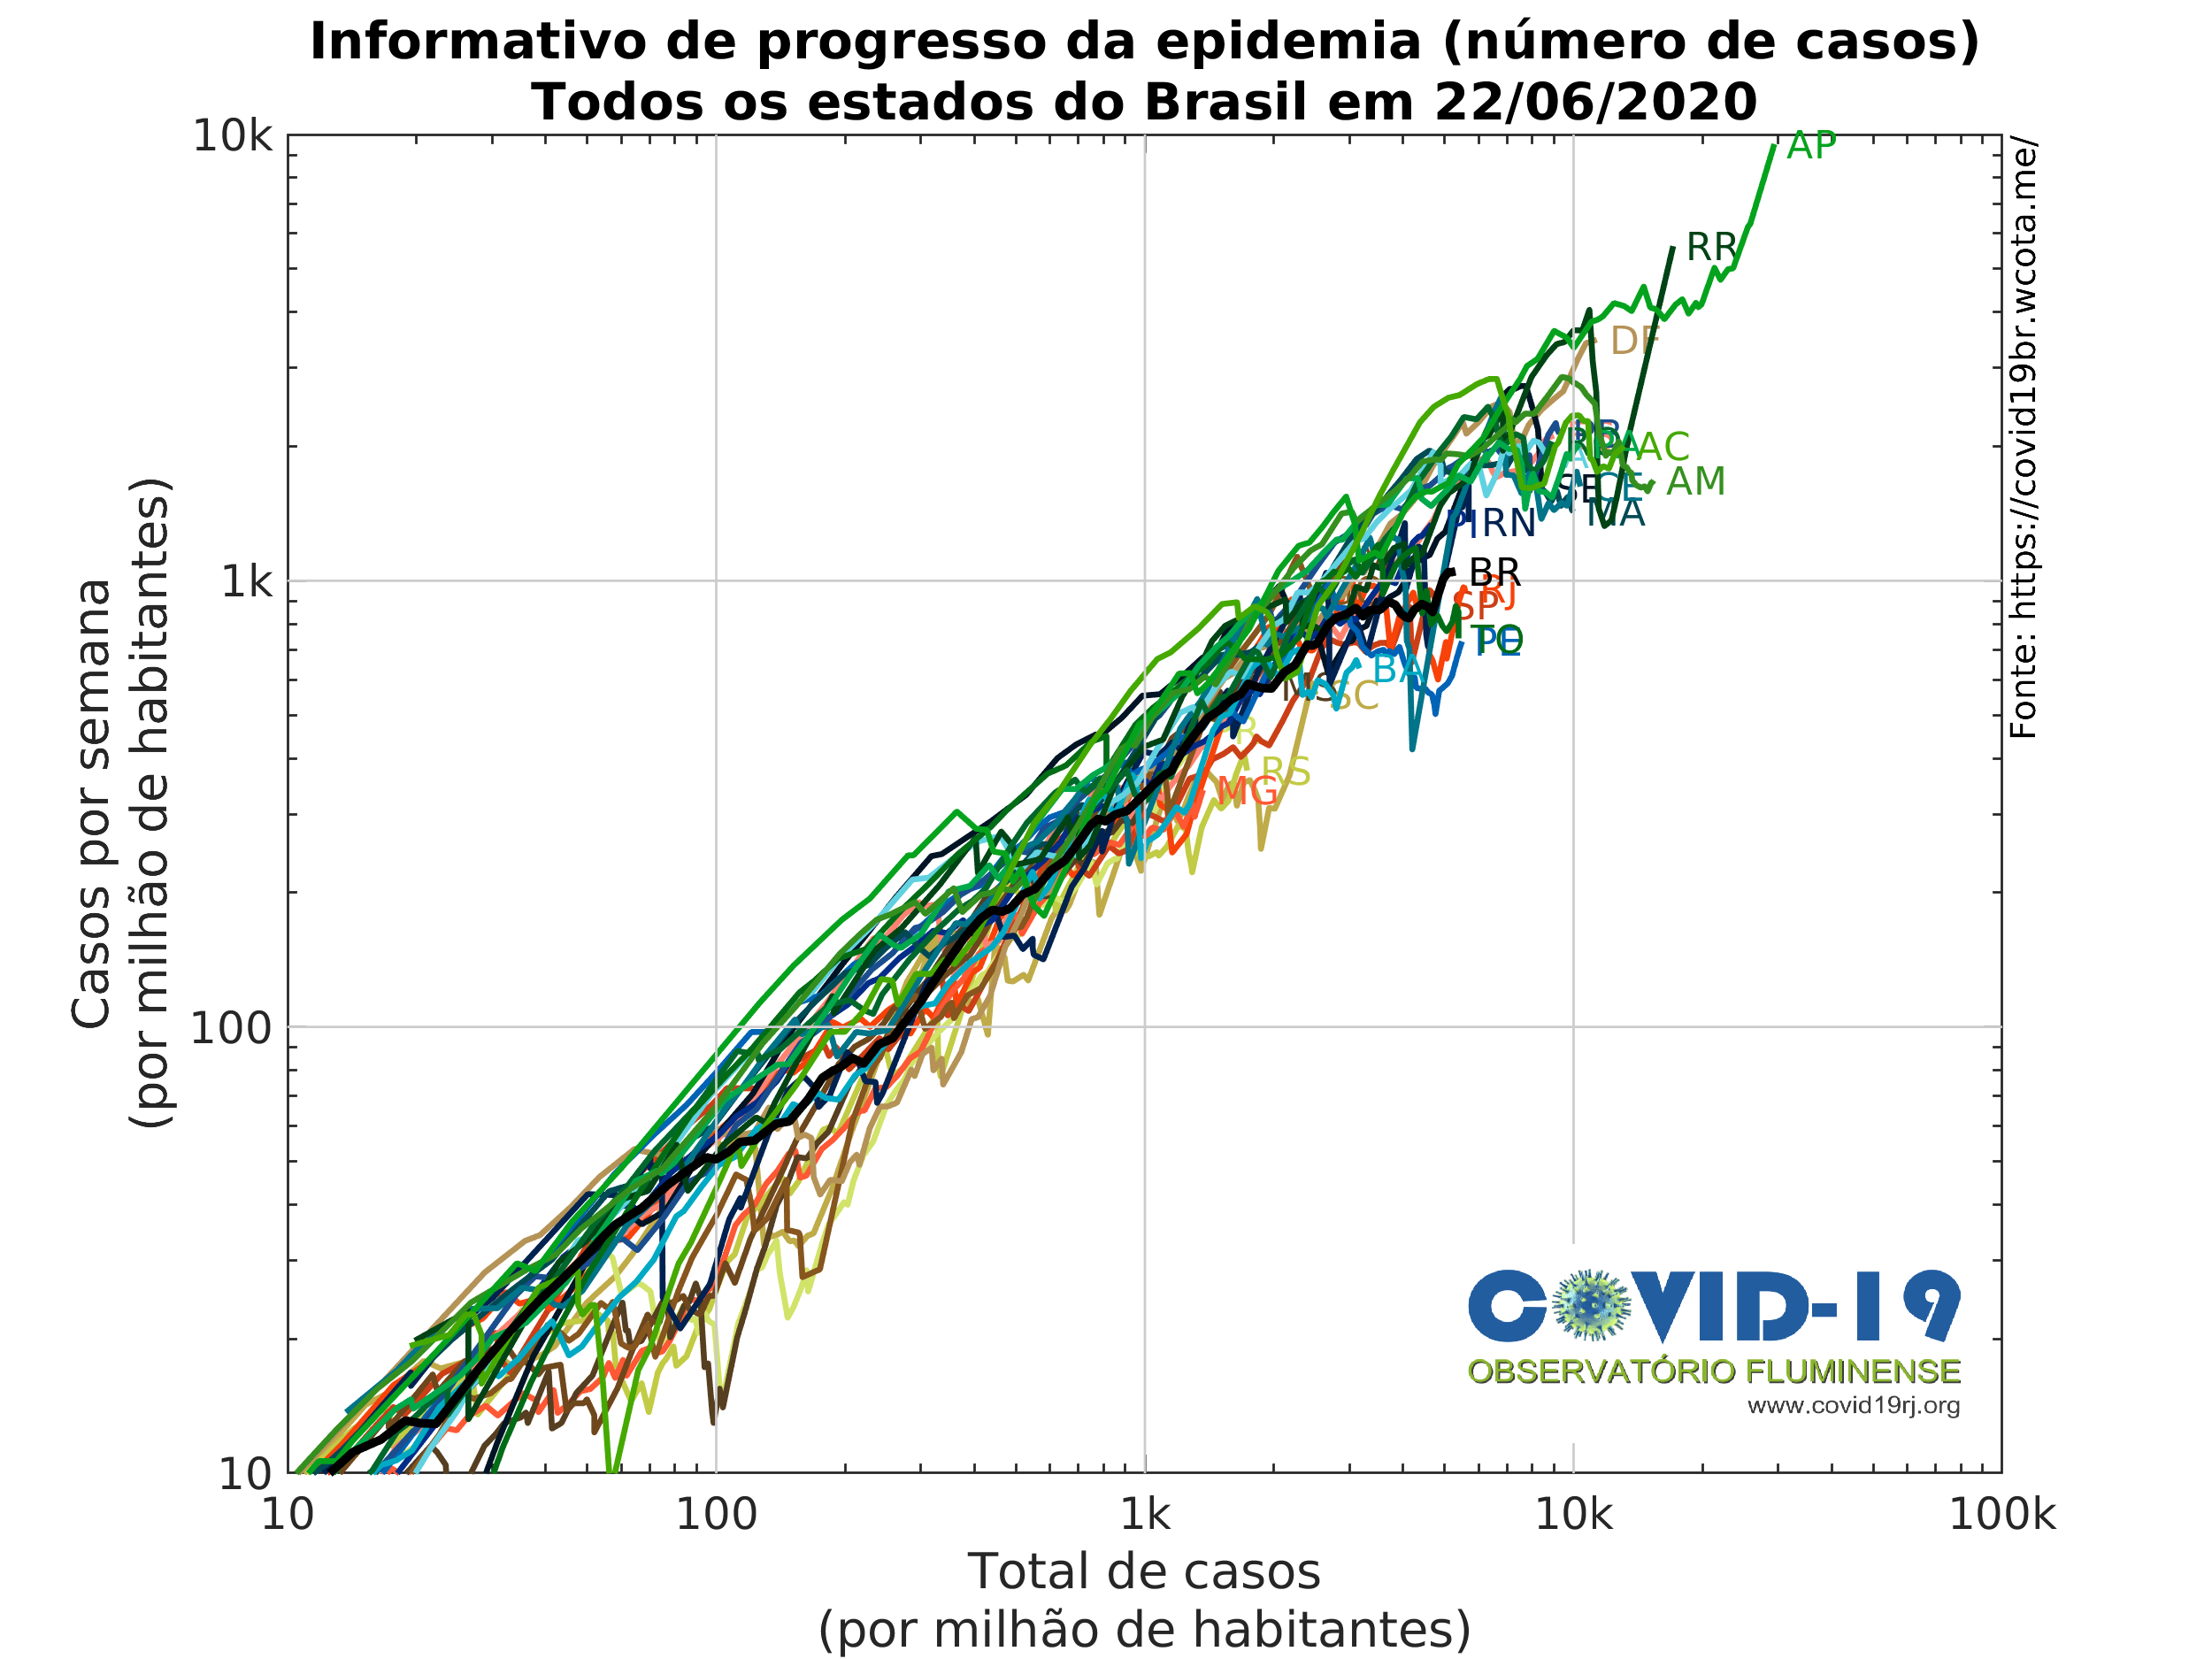 Informativo de progresso da epidemia (número de casos)
Todos os estados do Brasil em 22/06/2020
10k
1k
100
10
10
100
1k
10k
100k
Casos por semana
(por milhão de habitantes)
Total de casos
(por milhão de habitantes)
Fonte: https://covid19br.wcota.me/
AP
RR
DF
AC
AM
SE
CE
MA
PI
RN
BR
RJ
SP
TO
PE
BA
SC
RS
MG
COVID-19
OBSERVATÓRIO FLUMINENSE
www.covid19rj.org